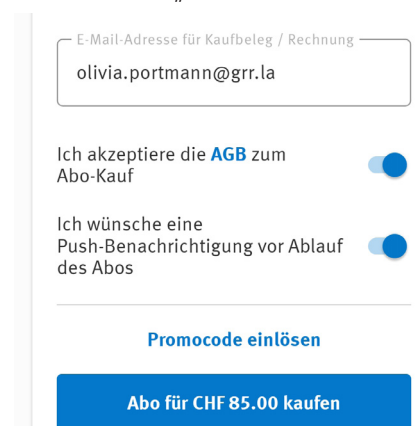 E-Mail-Adresse für Kaufbeleg / Rechnung
olivia.portmann@grr.la
Ich akzeptiere die AGB zum
Abo-Kauf
Ich wünsche eine
Push-Benachrichtigung vor Ablauf
des Abos
Promocode einlösen
Abo für CHF 85.00 kaufen